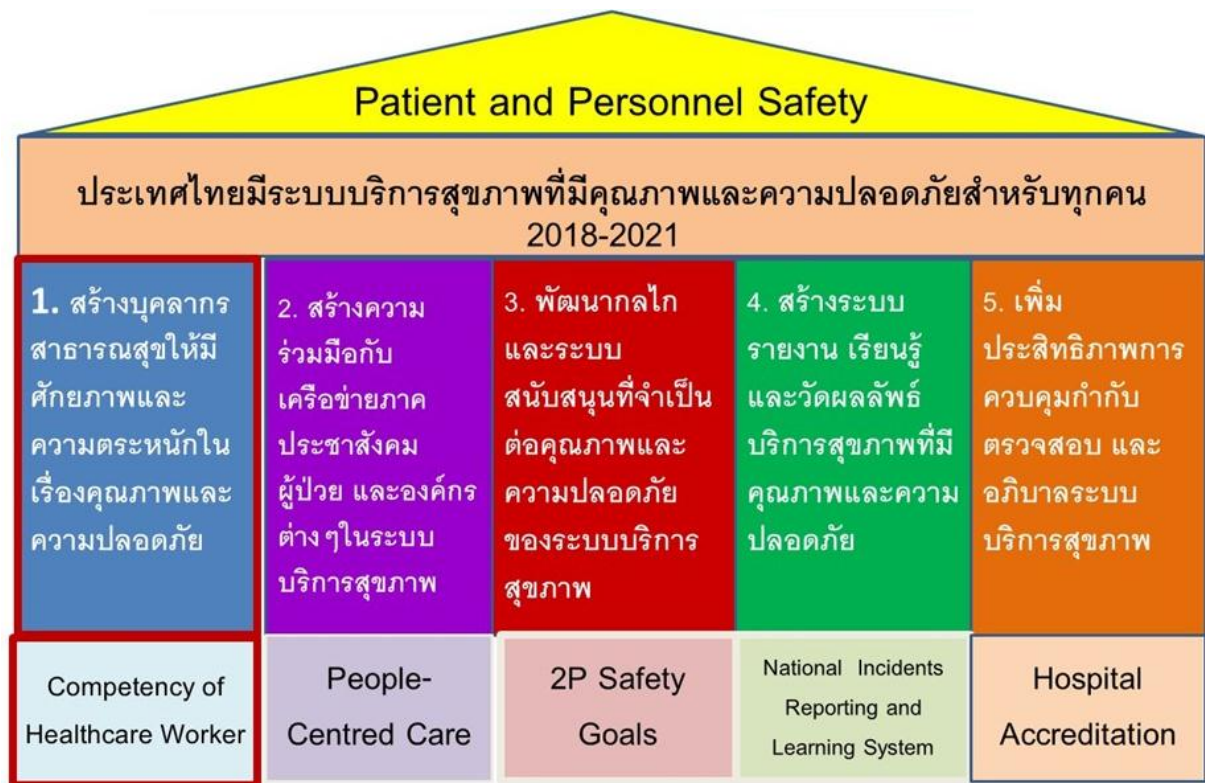 Patient and Personnel Safety
ประเทศไทยมีระบบบริการสุขภาพที่มีคุณภาพและความปลอดภัยสำหรับทุกคน
2018-2021
1. สร้างบุคลากร
สาธารณสุขให้มี
ศักยภาพและ
ความตระหนักใน
เรื่องคุณภาพและ
ความปลอดภัย
2. สร้างความ
ร่วมมือกับ
เครือข่ายภาค
ประชาสังคม
ผู้ป่วย และองค์กร
ต่างๆในระบบ
บริการสุขภาพ
3. พัฒนากลไก
และระบบ
สนับสนุนที่จำเป็น
ต่อคุณภาพและ
ความปลอดภัย
ของระบบบริการ
สุขภาพ
4. สร้างระบบ
รายงาน เรียนรู้
และวัดผลลัพธ์
บริการสุขภาพที่มี
คุณภาพและความ
ปลอดภัย
5. เพิ่ม
ประสิทธิภาพการ
ควบคุมกำกับ
ตรวจสอบ และ
อภิบาลระบบ
บริการสุขภาพ
Competency of
Healthcare Worker
People-
Centred Care
2P Safety
Goals
National Incidents
Reporting and
Learning System
Hospital
Accreditation